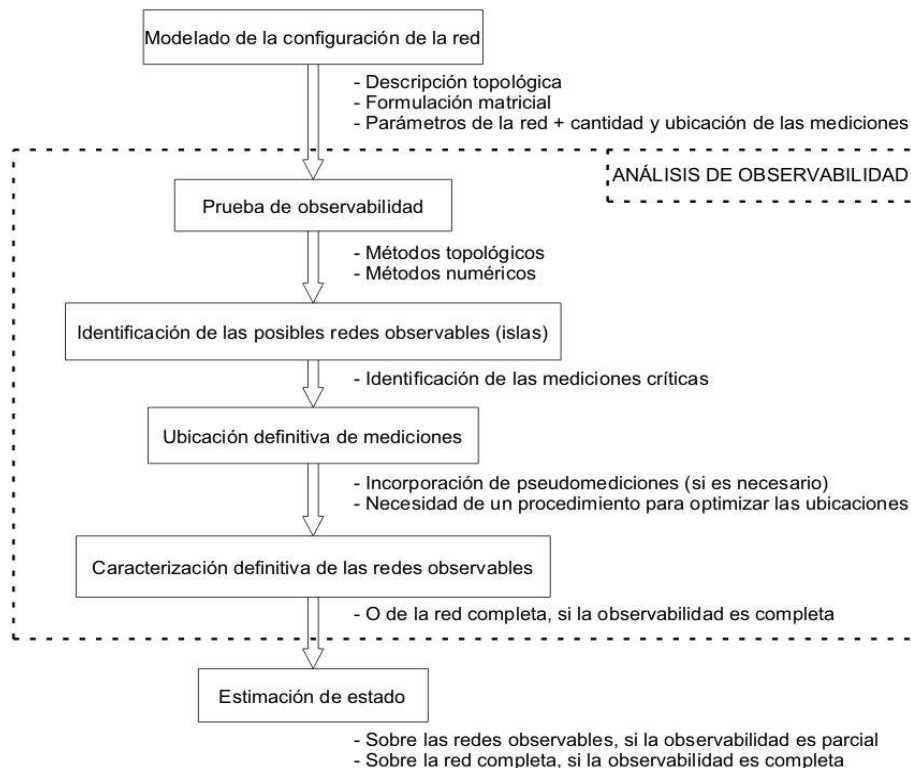 Modelado de la configuración de la red
- Descripción topológica
- Formulación matricial
- Parámetros de la red + cantidad y ubicación de las mediciones
ANÁLISIS DE OBSERVABILIDAD
Prueba de observabilidad
- Métodos topológicos
- Métodos numéricos
Identificación de las posibles redes observables (islas)
- Identificación de las mediciones críticas
Ubicación definitiva de mediciones
- Incorporación de pseudomediciones (si es necesario)
- Necesidad de un procedimiento para optimizar las ubicaciones
Caracterización definitiva de las redes observables
- O de la red completa, si la observabilidad es completa
Estimación de estado
- Sobre las redes observables, si la observabilidad es parcial
- Sobre la red completa, si la observabilidad es completa